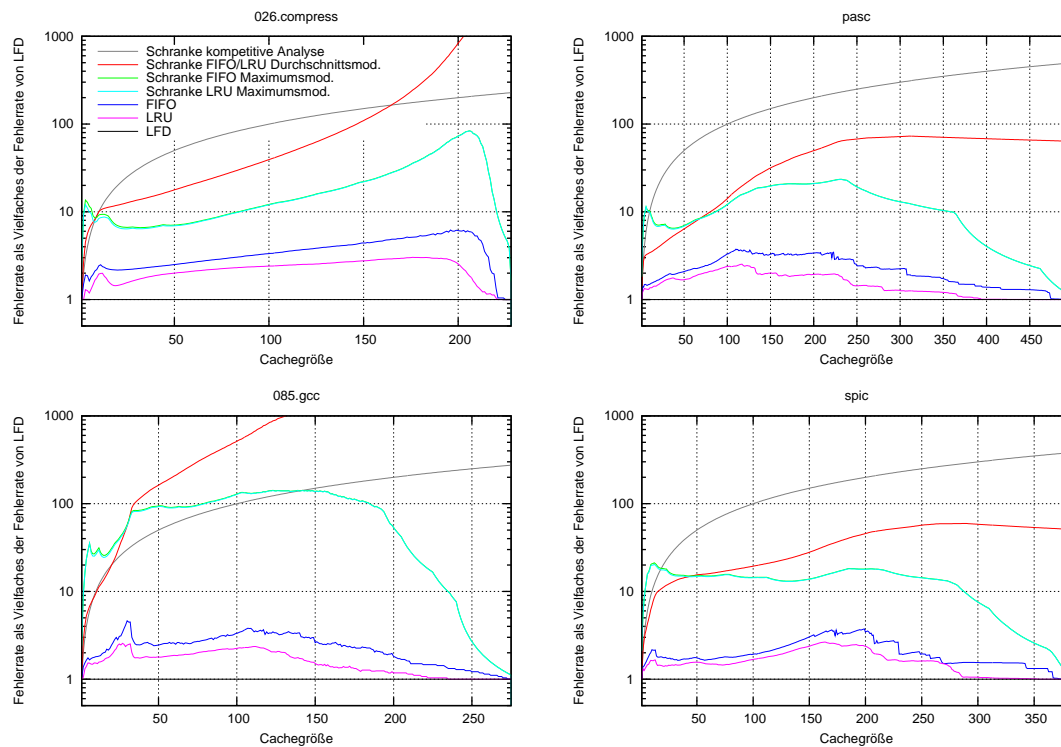 026.compress
Fehlerrate als Vielfaches der Fehlerrate von LFD
1000
100
10
1
Schranke kompetitive Analyse
Schranke FIFO/LRU Durchschnittsmod.
Schranke FIFO Maximumsmod.
Schranke LRU Maximumsmod.
FIFO
LRU
LFD
50 100 150 200
Cachegröße
pasc
Fehlerrate als Vielfaches der Fehlerrate von LFD
1000
100
10
1
50 100 150 200 250 300 350 400 450
Cachegröße
085.gcc
Fehlerrate als Vielfaches der Fehlerrate von LFD
1000
100
10
1
50 100 150 200 250
Cachegröße
spic
Fehlerrate als Vielfaches der Fehlerrate von LFD
1000
100
10
1
50 100 150 200 250 300 350
Cachegröße